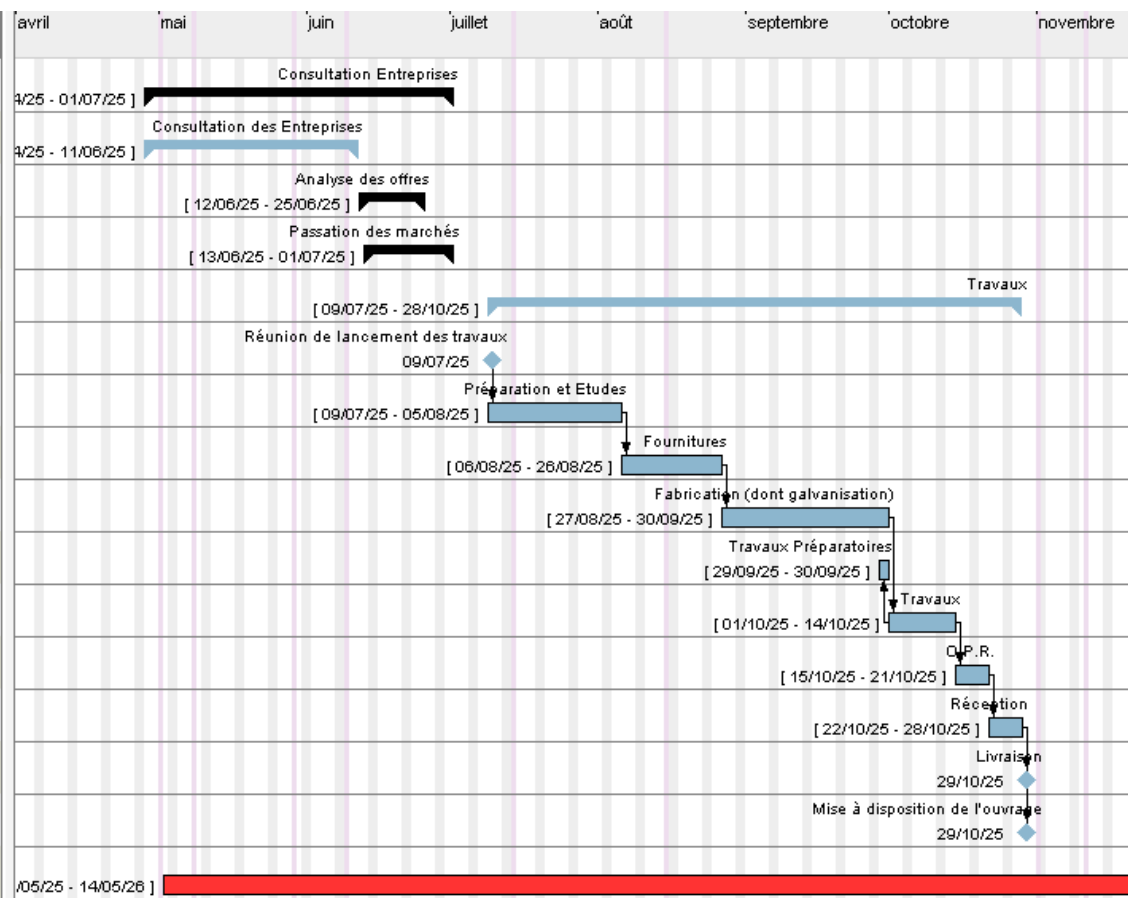 avril mai juin juillet août septembre octobre novembre
Consultation Entreprises
4/25 - 01/07/25 ]
Consultation des Entreprises
4/25 - 11/06/25 ]
Analyse des offres
[ 12/06/25 - 25/06/25 ]
Passation des marchés
[ 13/06/25 - 01/07/25 ]
Travaux
[ 09/07/25 - 28/10/25 ]
Réunion de lancement des travaux
09/07/25
Préparation et Etudes
[ 09/07/25 - 05/08/25 ]
Fournitures
[ 06/08/25 - 26/08/25 ]
Fabrication (dont galvanisation)
[ 27/08/25 - 30/09/25 ]
Travaux Préparatoires
[ 29/09/25 - 30/09/25 ]
Travaux
[ 01/10/25 - 14/10/25 ]
O.P.R.
[ 15/10/25 - 21/10/25 ]
Réception
[ 22/10/25 - 28/10/25 ]
Livraison
29/10/25
Mise à disposition de l'ouvrage
29/10/25
/05/25 - 14/05/26 ]